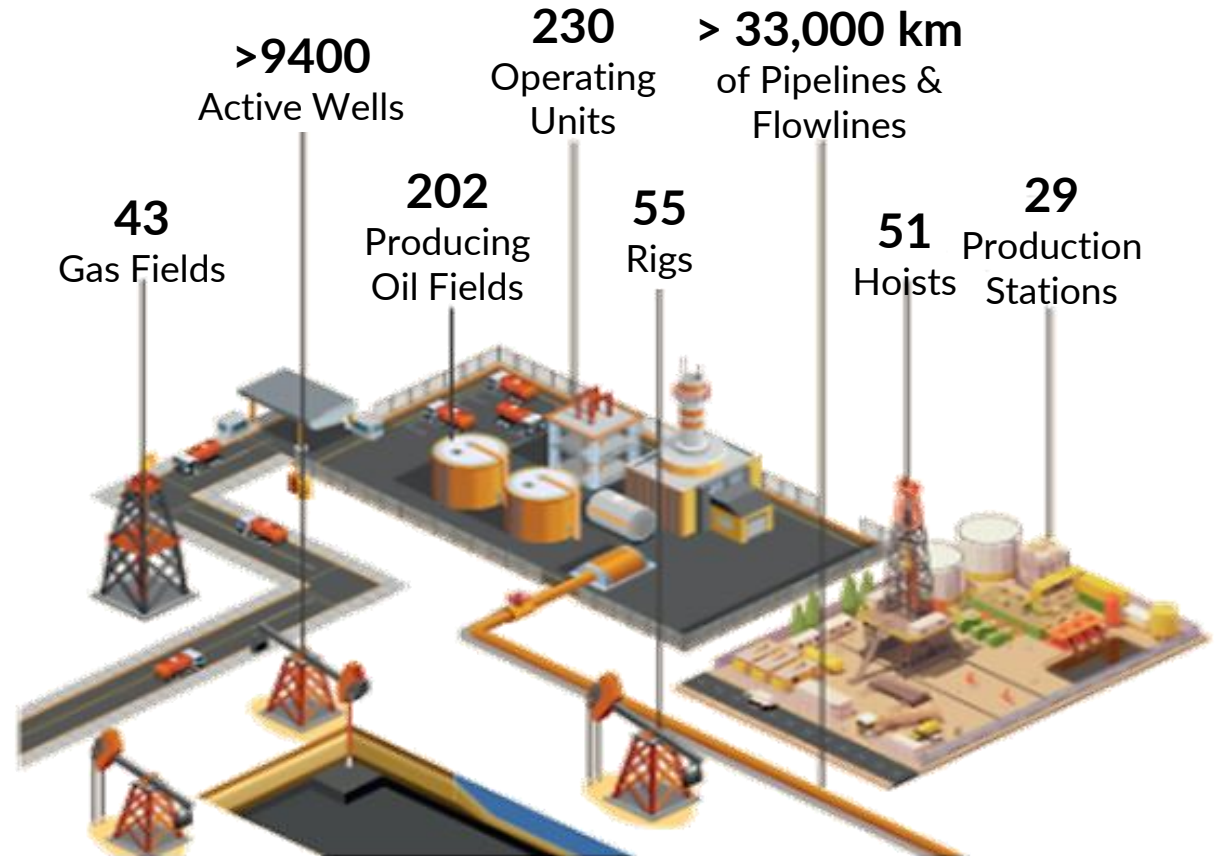 >9400
Active Wells
230
Operating
Units
> 33,000 km
of Pipelines &
Flowlines
43
Gas Fields
202
Producing
Oil Fields
55
Rigs
51
Hoists
29
Production
Stations